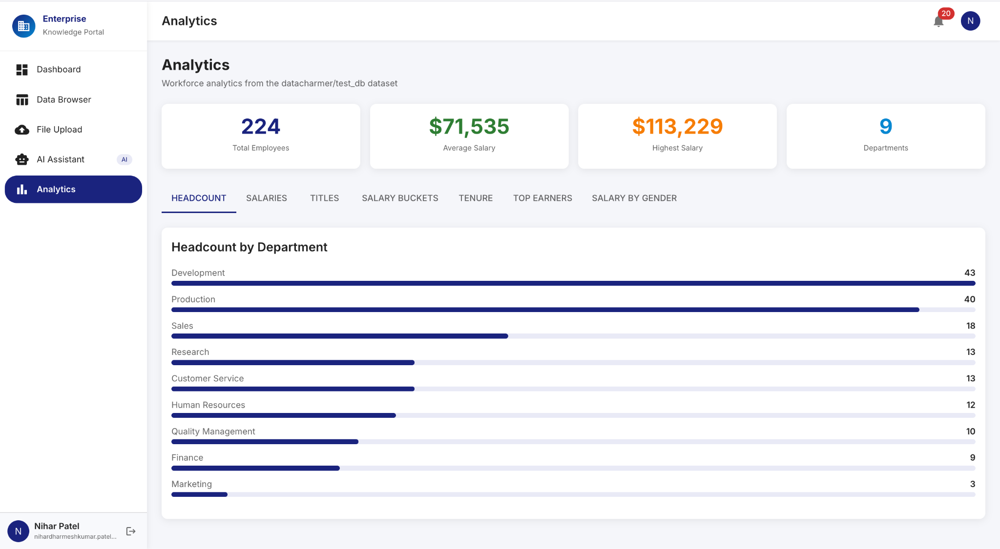 Enterprise
Knowledge Portal
Dashboard
Data Browser
File Upload
AI Assistant AI
Analytics
Nihar Patel
nihardharmeshkumar.patel...
N
Analytics
20
N
Analytics
Workforce analytics from the datacharmer/test_db dataset
224
Total Employees
$71,535
Average Salary
$113,229
Highest Salary
9
Departments
HEADCOUNT SALARIES TITLES SALARY BUCKETS TENURE TOP EARNERS SALARY BY GENDER
Headcount by Department
Development 43
Production 40
Sales 18
Research 13
Customer Service 13
Human Resources 12
Quality Management 10
Finance 9
Marketing 3